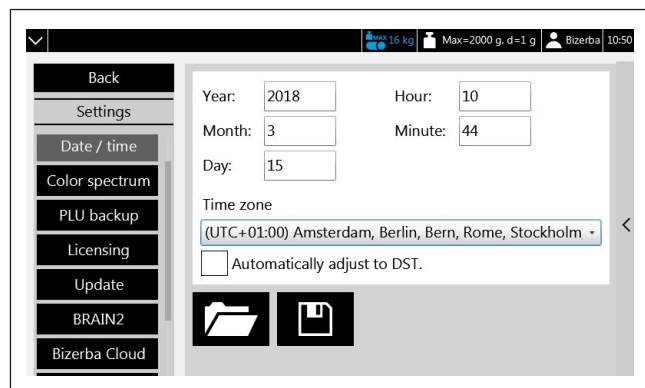 MAX 16 kg Max=2000 g, d=1 g Bizerba 10:50
Back
Settings
Date / time
Color spectrum
PLU backup
Licensing
Update
BRAIN2
Bizerba Cloud
Year: 2018 Hour: 10
Month: 3 Minute: 44
Day: 15
Time zone
(UTC+01:00) Amsterdam, Berlin, Bern, Rome, Stockholm
Automatically adjust to DST.